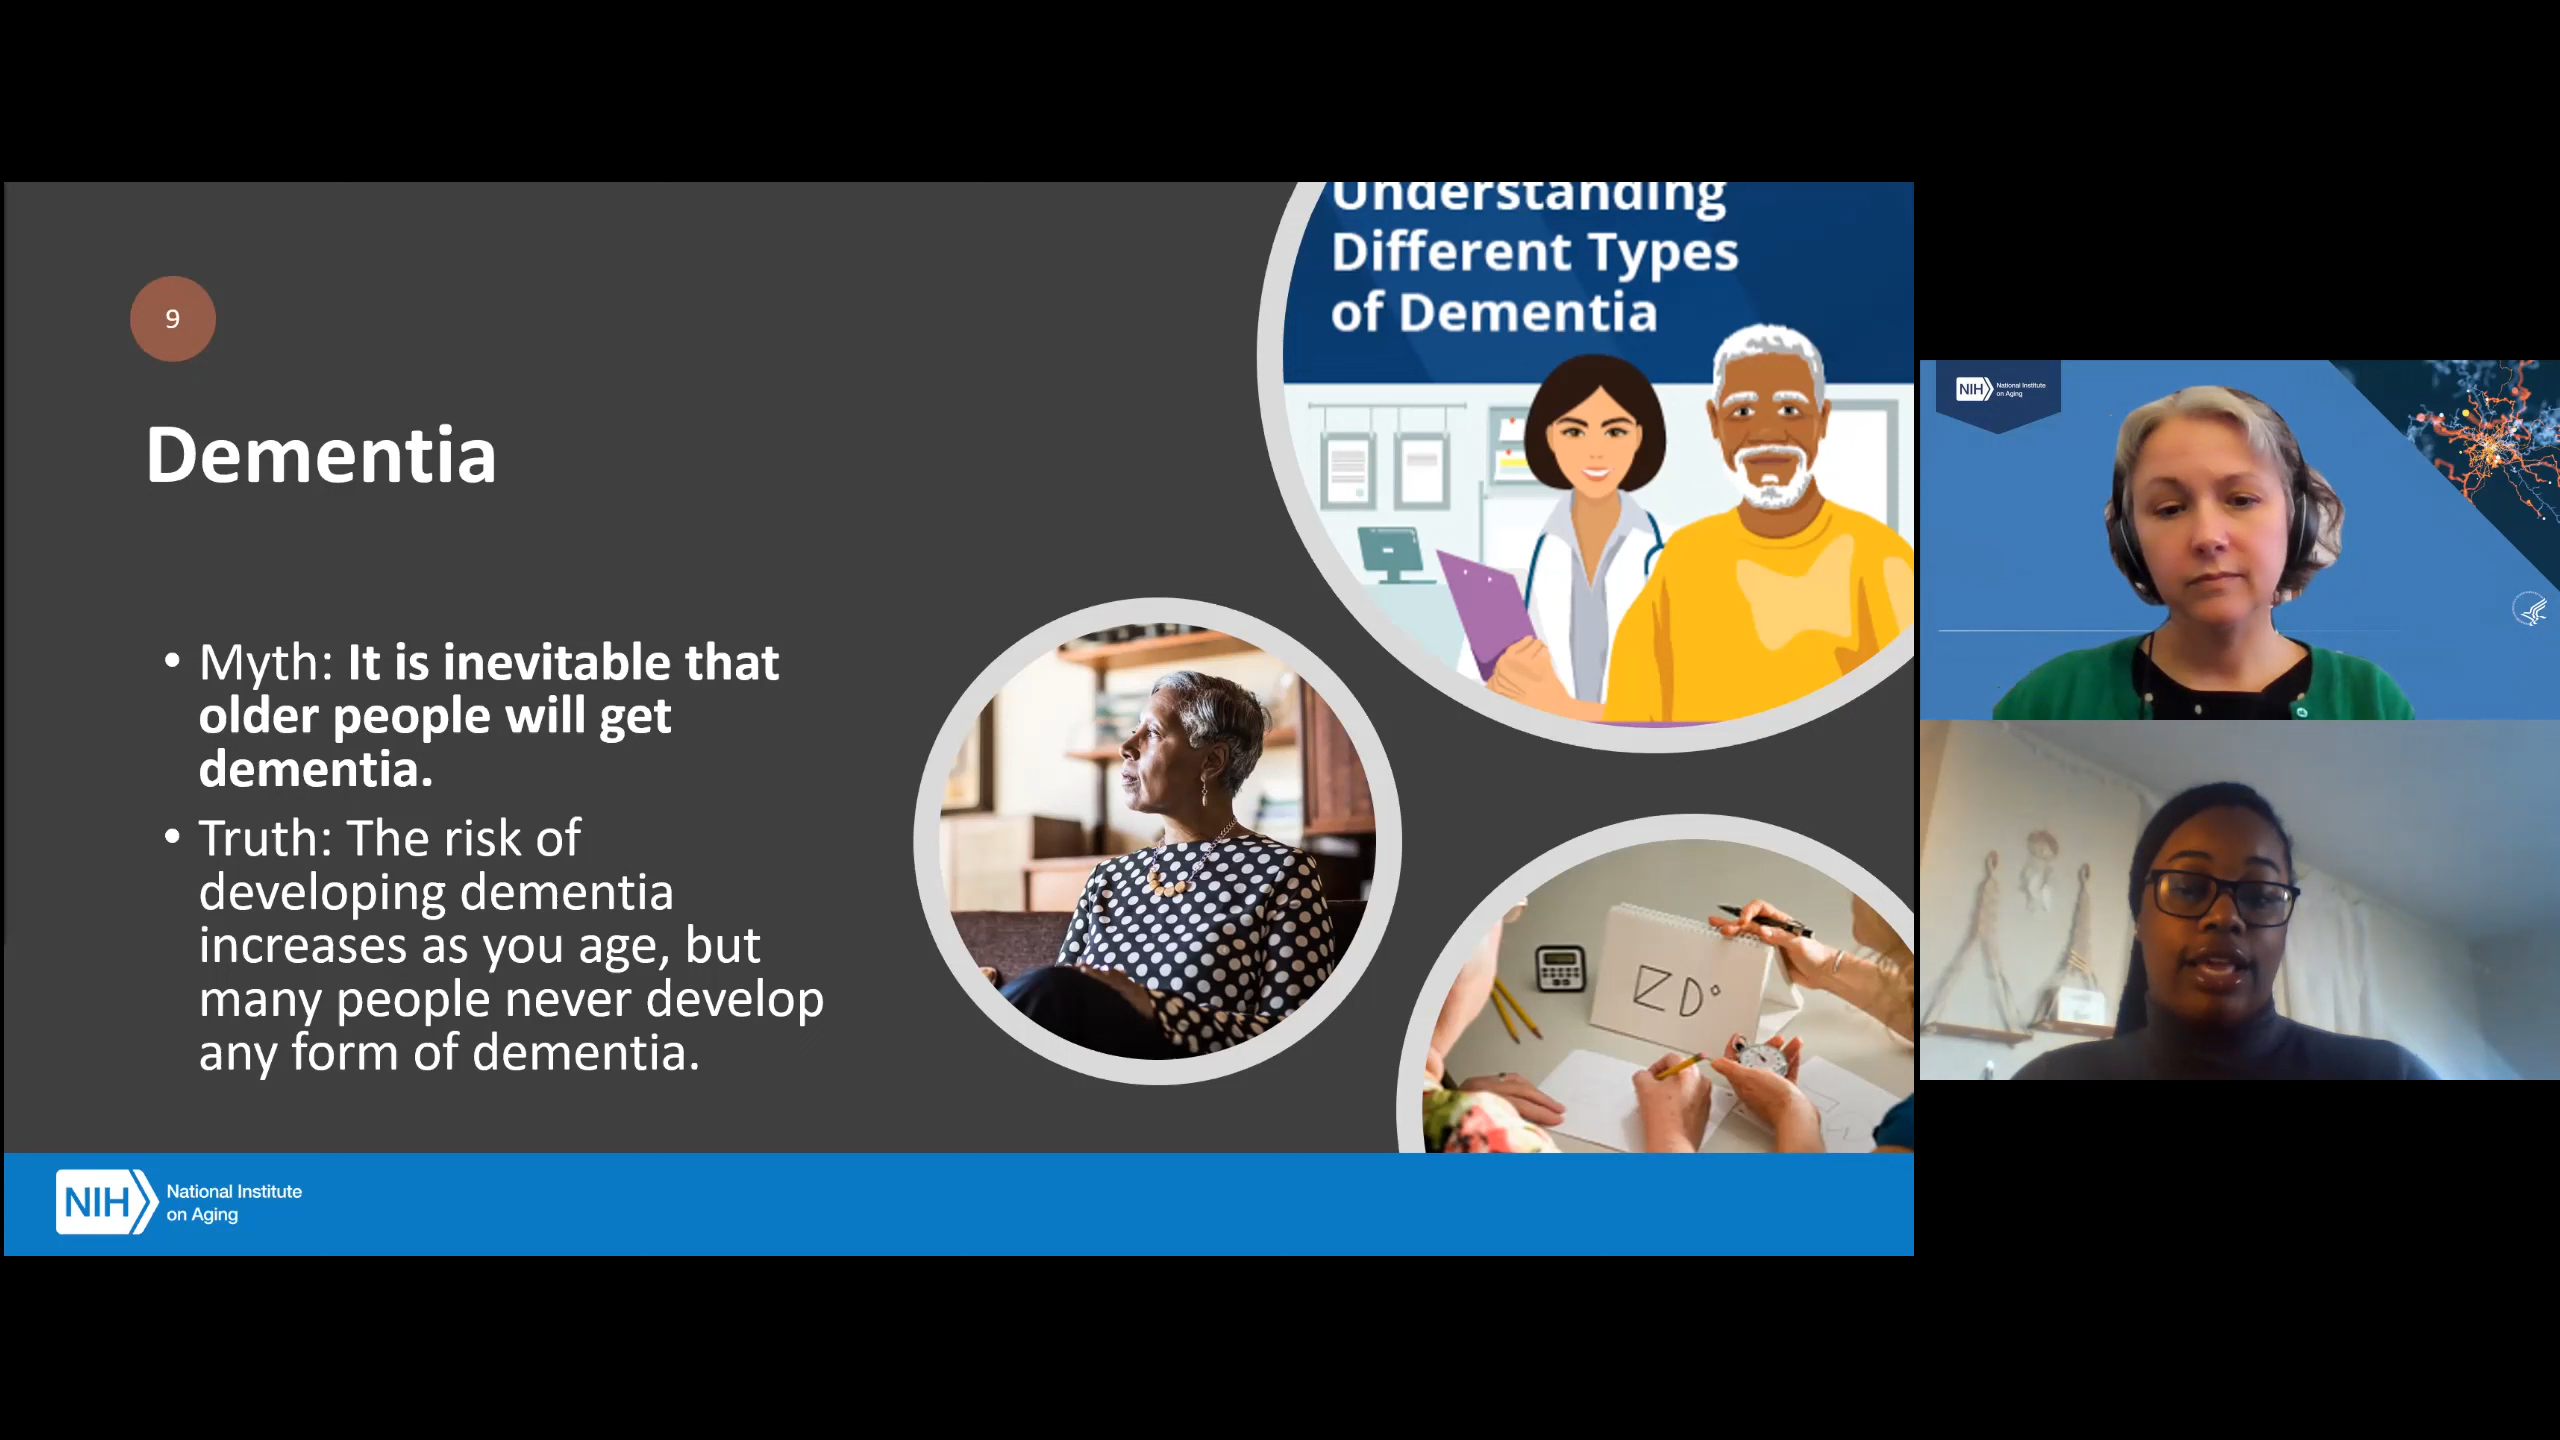 9
Dementia
• Myth: It is inevitable that
older people will get
dementia.
• Truth: The risk of
developing dementia
increases as you age, but
many people never develop
any form of dementia.
Understanding
Different Types
of Dementia
NIH National Institute
on Aging
NIH National Institute
on Aging